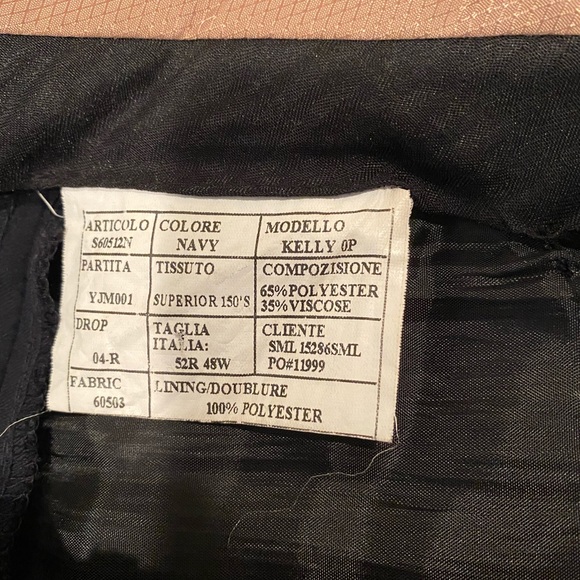 ARTICOLO
S60512N
COLORE
NAVY
MODELLO
KELLY 0P
PARTITA
YJM001
TISSUTO
SUPERIOR 150'S
COMPOZISIONE
65%POLYESTER
35%VISCOSE
DROP
04-R
TAGLIA
ITALIA:
52R 48W
CLIENTE
SML 15286SML
PO#11999
FABRIC
60503
LINING/DOUBLURE
100% POLYESTER